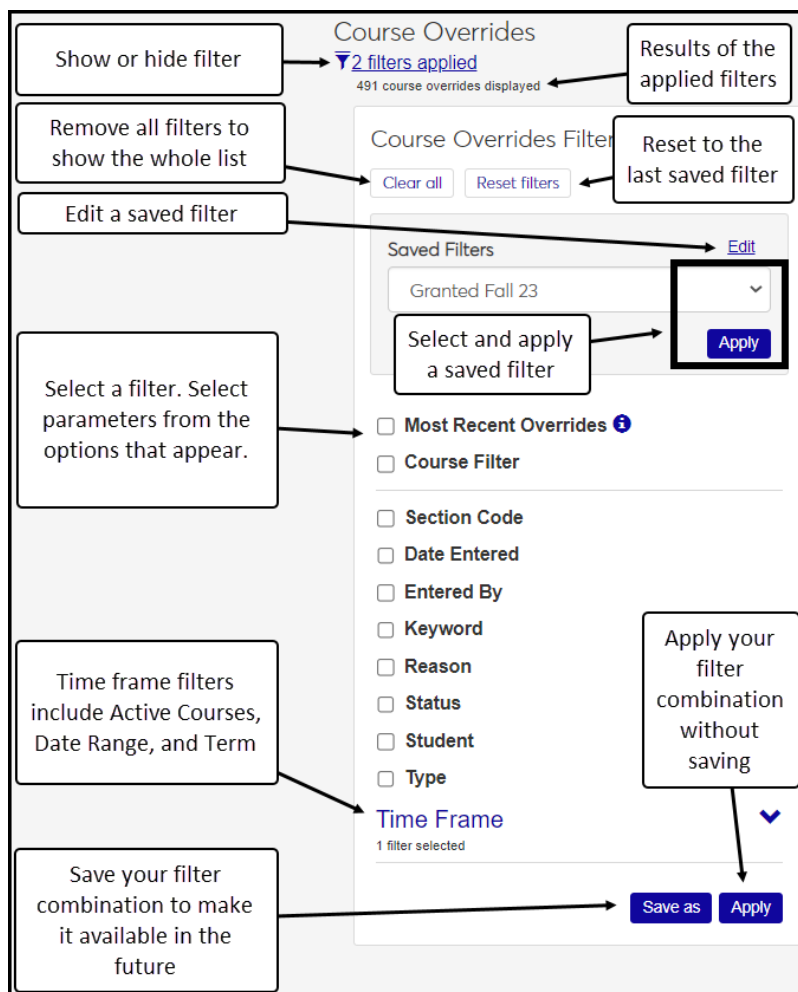 Course Overrides
Show or hide filter
2 filters applied
491 course overrides displayed
Results of the
applied filters
Remove all filters to
show the whole list
Course Overrides Filter
Clear all
Reset filters
Reset to the
last saved filter
Edit a saved filter
Saved Filters
Edit
Granted Fall 23
Select and apply
a saved filter
Apply
Select a filter. Select
parameters from the
options that appear.
Most Recent Overrides
Course Filter
Section Code
Date Entered
Entered By
Keyword
Reason
Status
Student
Type
Time frame filters
include Active Courses,
Date Range, and Term
Apply your
filter
combination
without
saving
Time Frame
1 filter selected
Save your filter
combination to make
it available in the
future
Save as
Apply